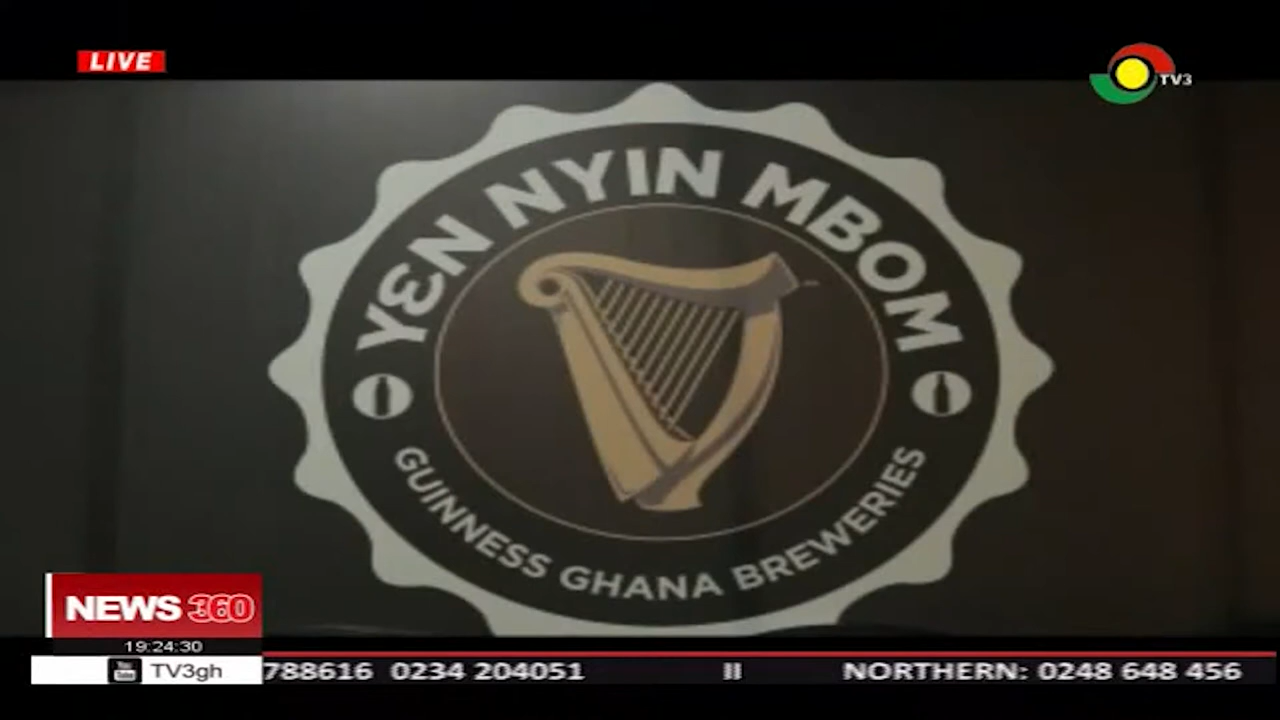 LIVE
TV3
YƐN NYIN MBOM
GUINNESS GHANA BREWERIES
NEWS 360
19:24:30
TV3gh
788616 0234 204051 II NORTHERN: 0248 648 456